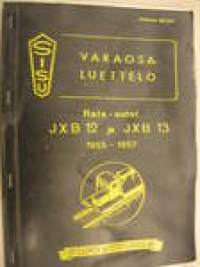 SISU
VARAOSA
LUETTELO
Rata-autot
JXB 12 ja JXB 13
1955-1957